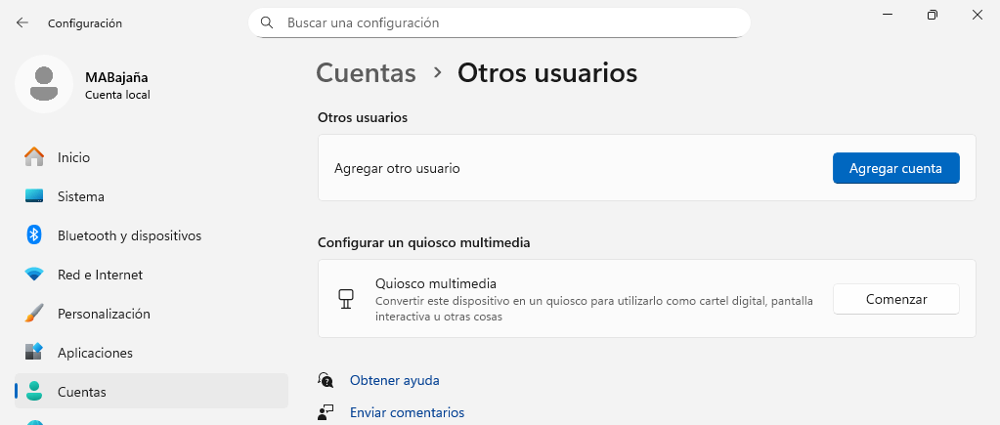 Configuración
Buscar una configuración
MABajaña
Cuenta local
Inicio
Sistema
Bluetooth y dispositivos
Red e Internet
Personalización
Aplicaciones
Cuentas
Cuentas > Otros usuarios
Otros usuarios
Agregar otro usuario
Agregar cuenta
Configurar un quiosco multimedia
Quiosco multimedia
Convertir este dispositivo en un quiosco para utilizarlo como cartel digital, pantalla
interactiva u otras cosas
Comenzar
Obtener ayuda
Enviar comentarios